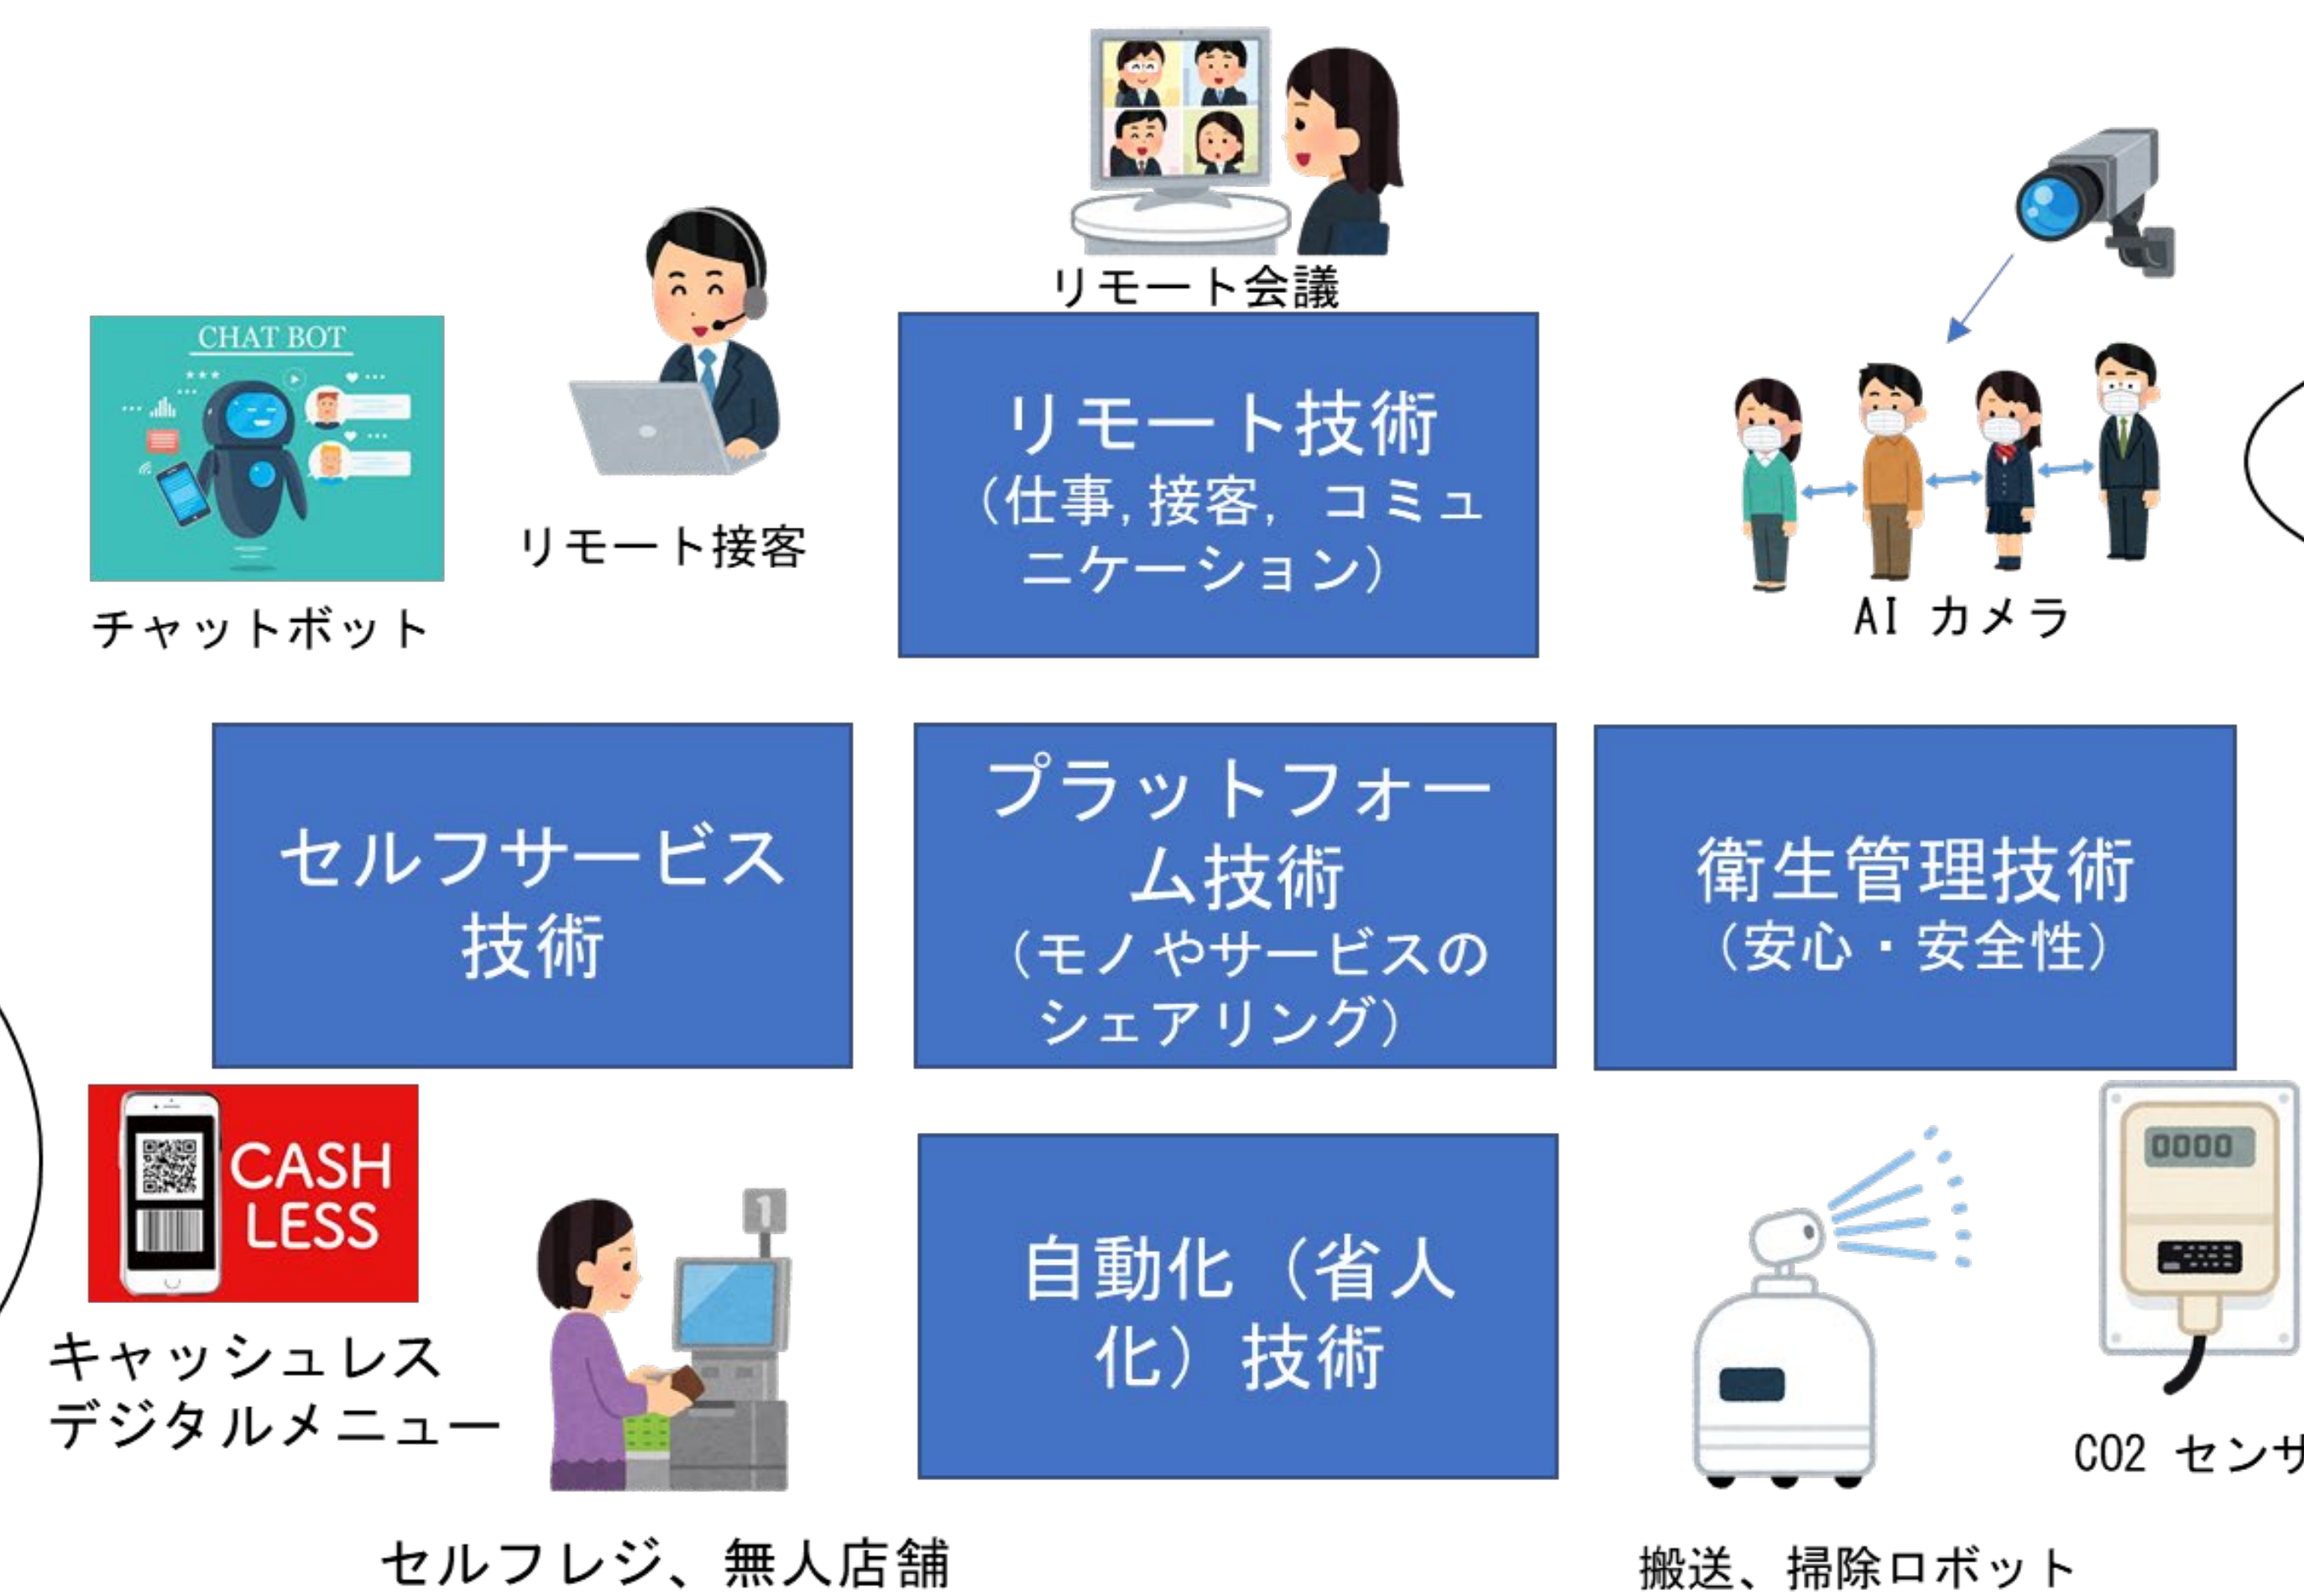 リモート会議
CHAT BOT
リモート技術
（仕事，接客，コミュ
ニケーション）
リモート接客
チャットボット
AI カメラ
セルフサービス
技術
プラットフォー
ム技術
（モノやサービスの
シェアリング）
衛生管理技術
（安心・安全性）
CASH
LESS
キャッシュレス
デジタルメニュー
1
自動化（省人
化）技術
0000
CO2 センサ
セルフレジ、無人店舗
搬送、掃除ロボット